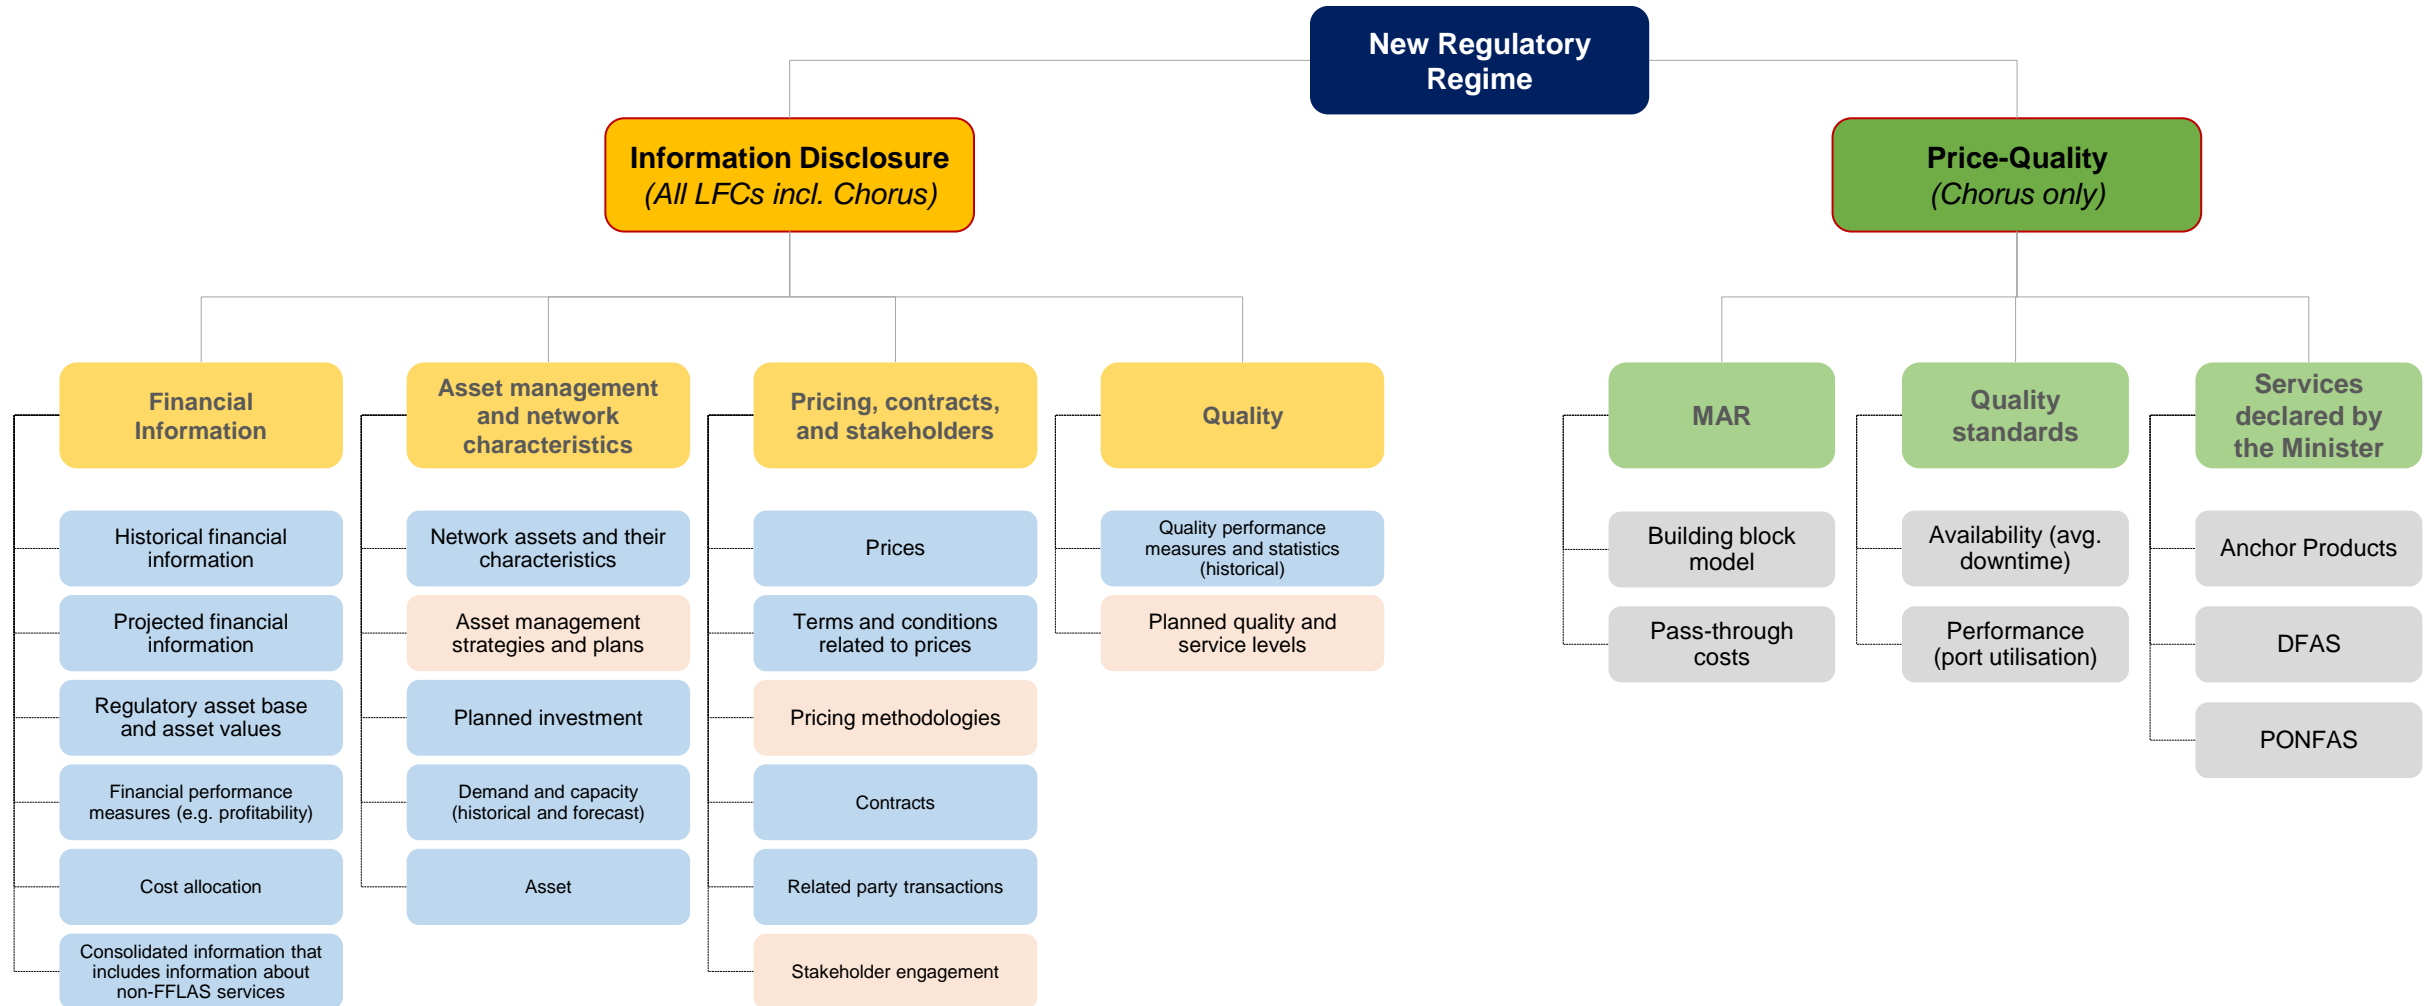 New Regulatory
Regime
Information Disclosure
(All LFCs incl. Chorus)
Price-Quality
(Chorus only)
Financial
Information
Asset management
and network
characteristics
Pricing, contracts,
and stakeholders
Quality
MAR
Quality
standards
Services
declared by
the Minister
Historical financial
information
Projected financial
information
Regulatory asset base
and asset values
Financial performance
measures (e.g. profitability)
Cost allocation
Consolidated information that
includes information about
non-FFLAS services
Network assets and their
characteristics
Asset management
strategies and plans
Planned investment
Demand and capacity
(historical and forecast)
Asset
Prices
Terms and conditions
related to prices
Pricing methodologies
Contracts
Related party transactions
Stakeholder engagement
Quality performance
measures and statistics
(historical)
Planned quality and
service levels
Building block
model
Pass-through
costs
Availability (avg.
downtime)
Performance
(port utilisation)
Anchor Products
DFAS
PONFAS